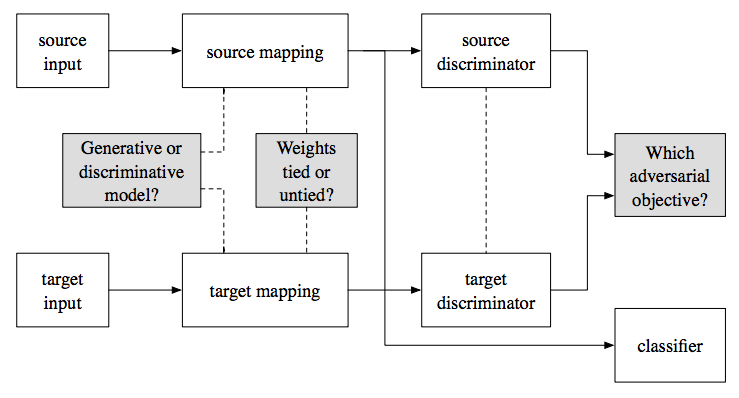 source
input
source mapping
source
discriminator
Generative or
discriminative
model?
Weights
tied or
untied?
Which
adversarial
objective?
target
input
target mapping
target
discriminator
classifier